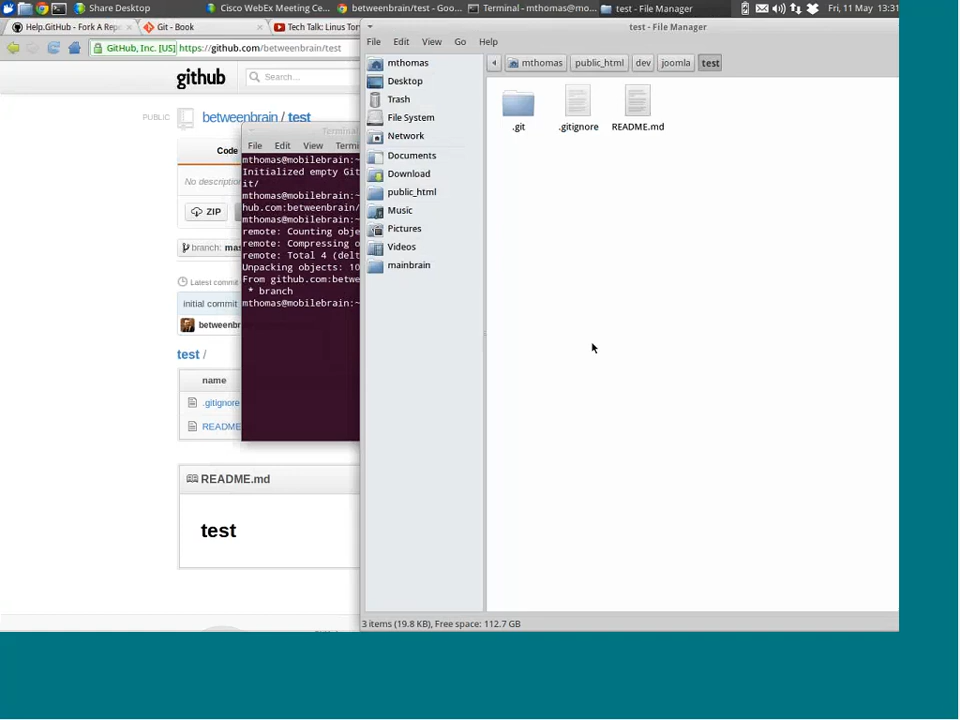 Share Desktop
Cisco WebEx Meeting Ce...
betweenbrain/test - Goo...
Terminal - mthomas@mo...
test - File Manager
Fri, 11 May 13:31
Help.GitHub - Fork A Repo
Git - Book
Tech Talk: Linus Tor
test - File Manager
GitHub, Inc. [US]
https://github.com/betweenbrain/test
File Edit View Go Help
github
Search...
mthomas
public_html
dev
joomla
test
mthomas
Desktop
Trash
File System
Network
Documents
Download
public_html
Music
Pictures
Videos
mainbrain
.git
.gitignore
README.md
PUBLIC
betweenbrain / test
Code
No descriptio
ZIP
branch: mas
Latest commit
initial commit
betweenbr
test /
name
.gitignore
README
README.md
test
Terminal
File Edit View Termi
mthomas@mobilebrain:~
Initialized empty Git
it/
mthomas@mobilebrain:~
hub.com:betweenbrain/
mthomas@mobilebrain:~
remote: Counting obje
remote: Compressing o
remote: Total 4 (delt
Unpacking objects: 10
From github.com:betwe
* branch
mthomas@mobilebrain:~
3 items (19.8 KB), Free space: 112.7 GB